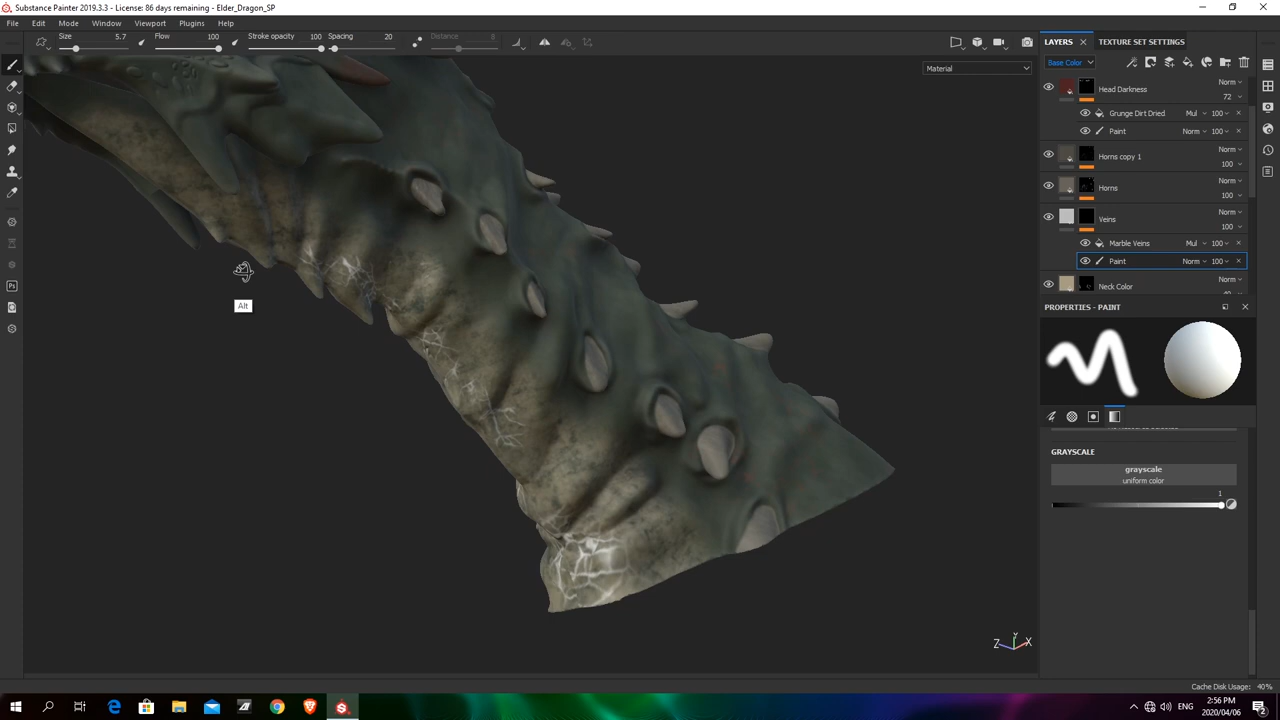 Substance Painter 2019.3.3 - License: 86 days remaining - Elder_Dragon_SP
File Edit Mode Window Viewport Plugins Help
Size 5.7 Flow 100 Stroke opacity 100 Spacing 20 Distance 8
Material
LAYERS TEXTURE SET SETTINGS
Base Color
Head Darkness Norm
72
Grunge Dirt Dried Mul 100
Paint Norm 100
Horns copy 1 Norm
100
Horns Norm
100
Veins Norm
100
Marble Veins Mul 100
Paint Norm 100
Neck Color Norm
PROPERTIES - PAINT
Alt
GRAYSCALE
grayscale
uniform color
1
Y
Z X
Ps
Cache Disk Usage: 40%
ENG
2:56 PM
2020/04/06
2